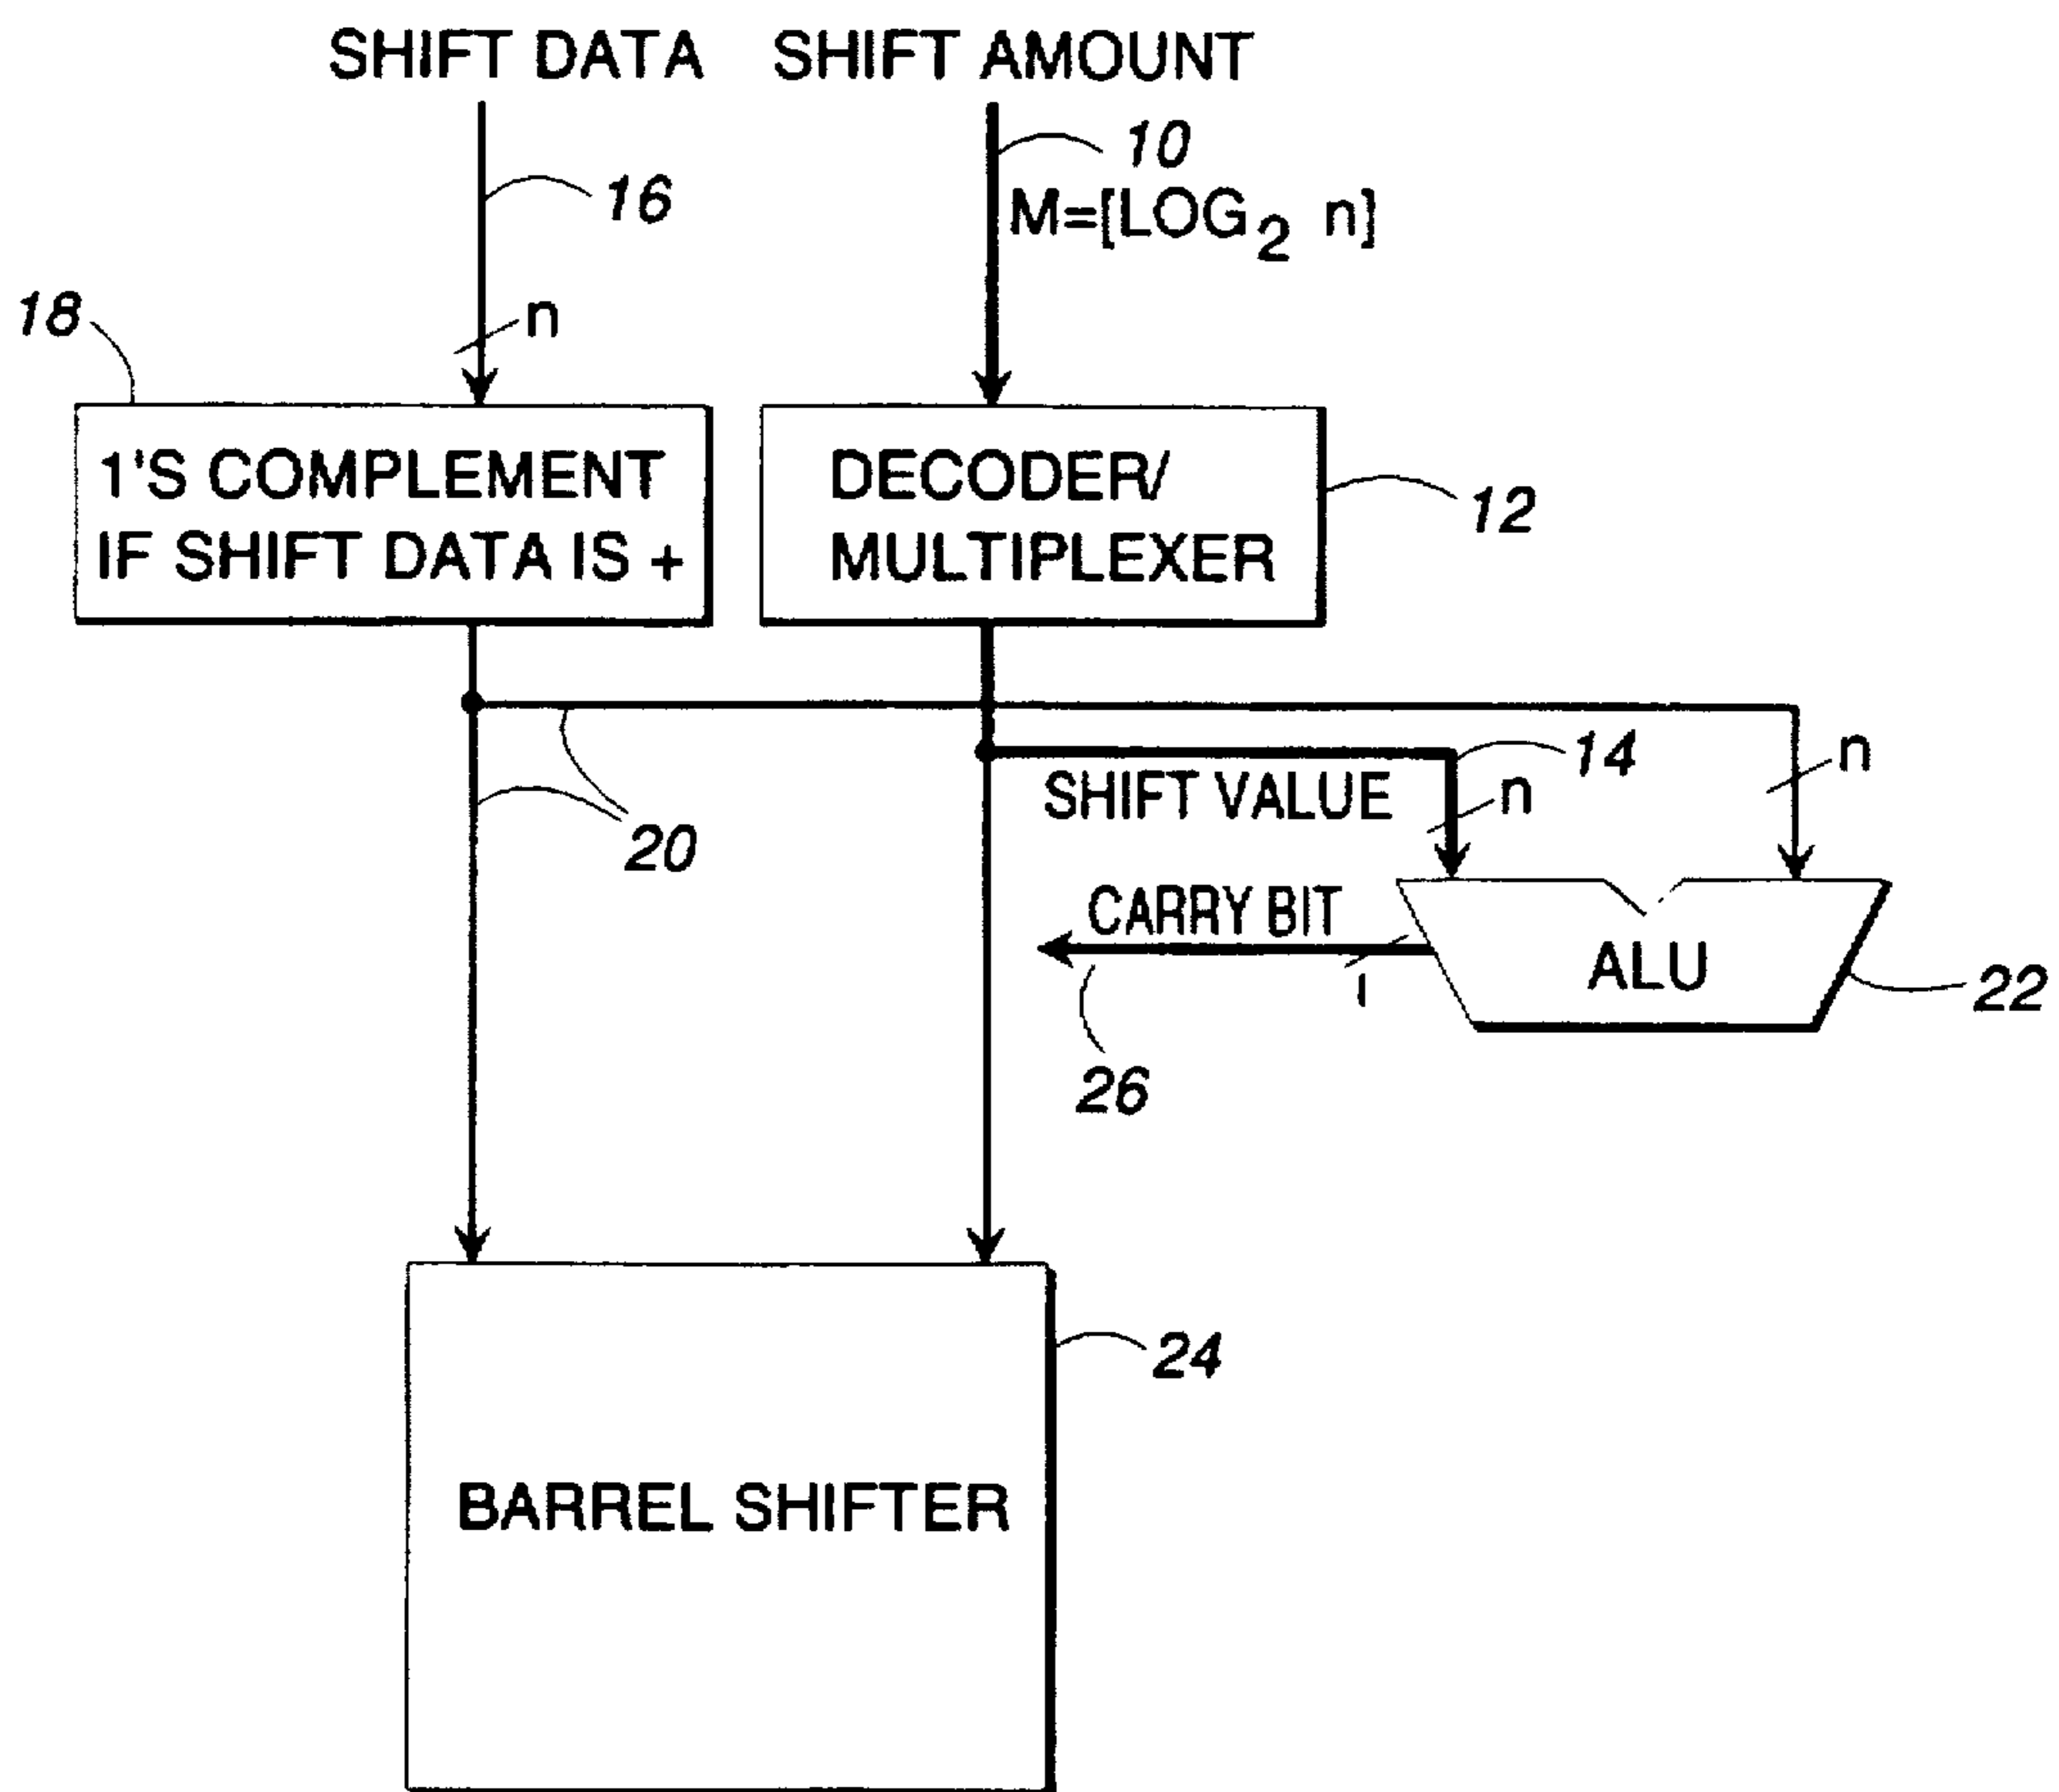 SHIFT DATA
SHIFT AMOUNT
10
16
M=[LOG2 n]
18
n
1'S COMPLEMENT
IF SHIFT DATA IS +
DECODER/
MULTIPLEXER
12
14
n
SHIFT VALUE
n
20
CARRY BIT
1
ALU
22
26
24
BARREL SHIFTER